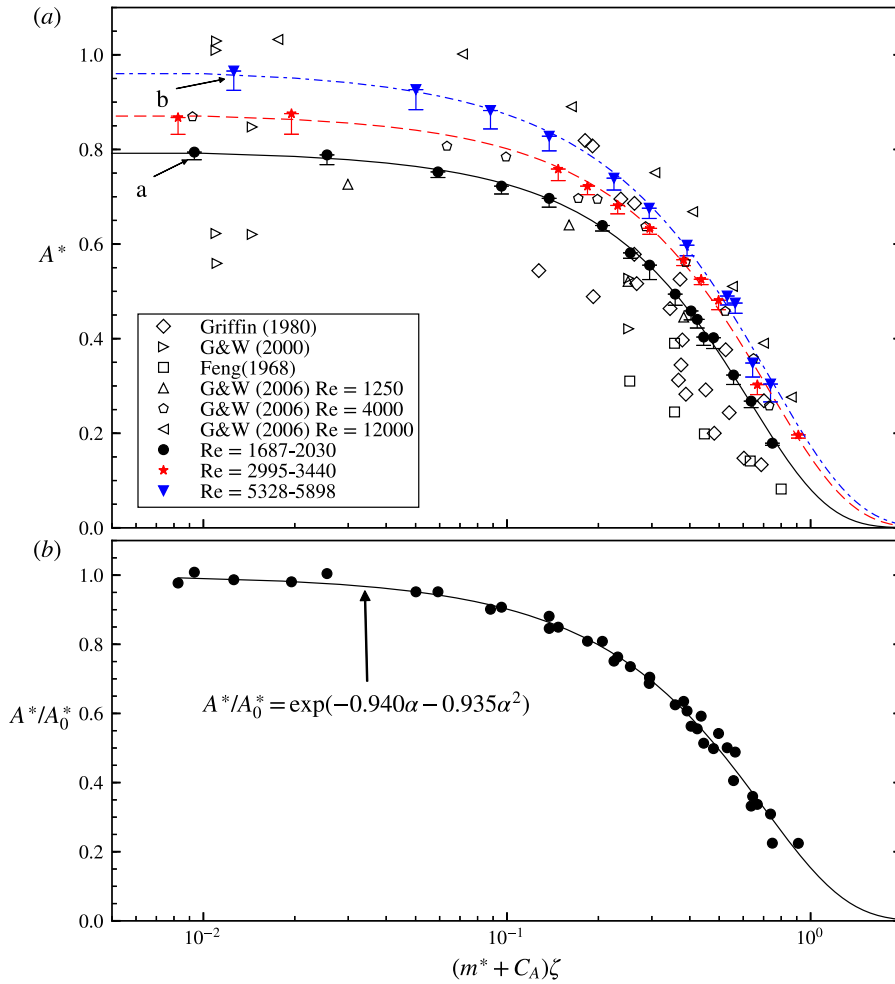 (a)
1.0
0.8
0.6
0.4
0.2
0.0
A*
b
a
Griffin (1980)
G&W (2000)
Feng(1968)
G&W (2006) Re = 1250
G&W (2006) Re = 4000
G&W (2006) Re = 12000
Re = 1687-2030
Re = 2995-3440
Re = 5328-5898
(b)
1.0
0.8
0.6
0.4
0.2
0.0
A*/A₀*
A*/A₀* = exp(−0.940α − 0.935α²)
10⁻² 10⁻¹ 10⁰
(m* + C_A)ζ